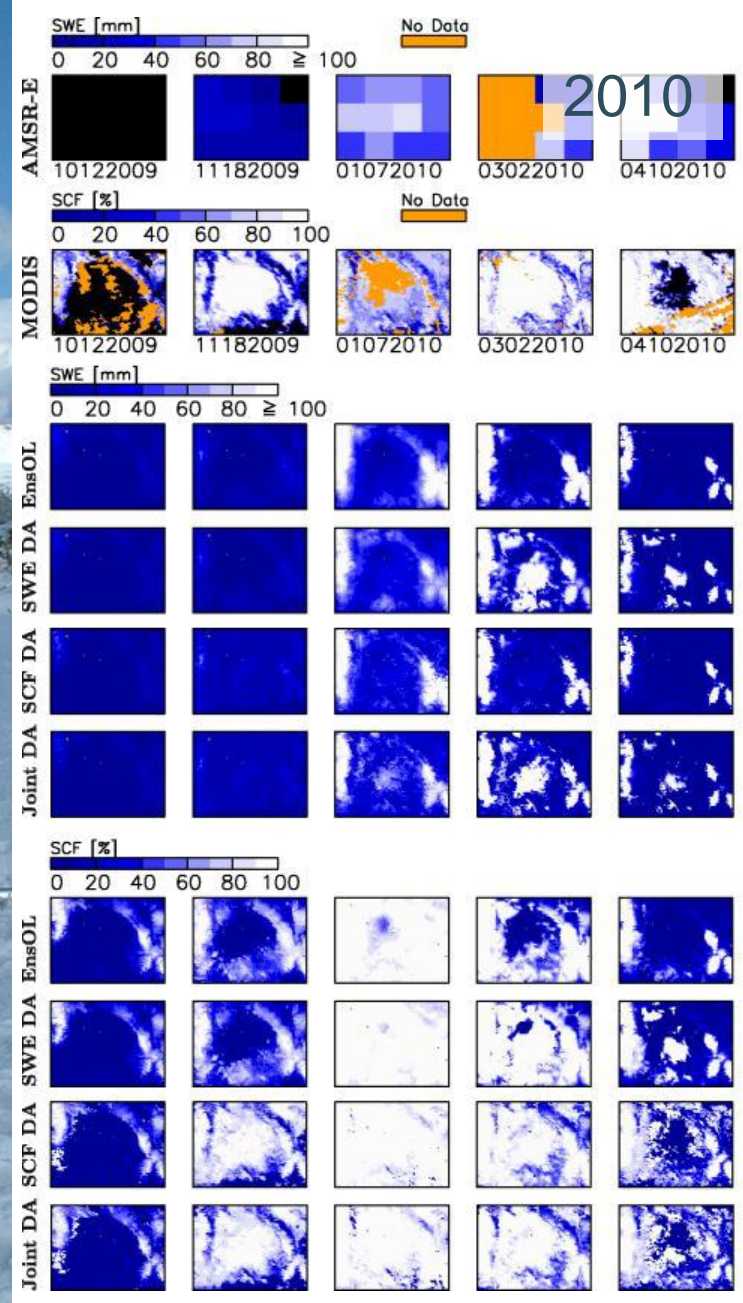 SWE [mm] No Data
0 20 40 60 80 ≧ 100
AMSR-E
2010
10122009 11182009 01072010 03022010 04102010
SCF [%] No Data
0 20 40 60 80 100
MODIS
10122009 11182009 01072010 03022010 04102010
SWE [mm]
0 20 40 60 80 ≧ 100
EnsOL
SWE DA
SCF DA
Joint DA
SCF [%]
0 20 40 60 80 100
EnsOL
SWE DA
SCF DA
Joint DA